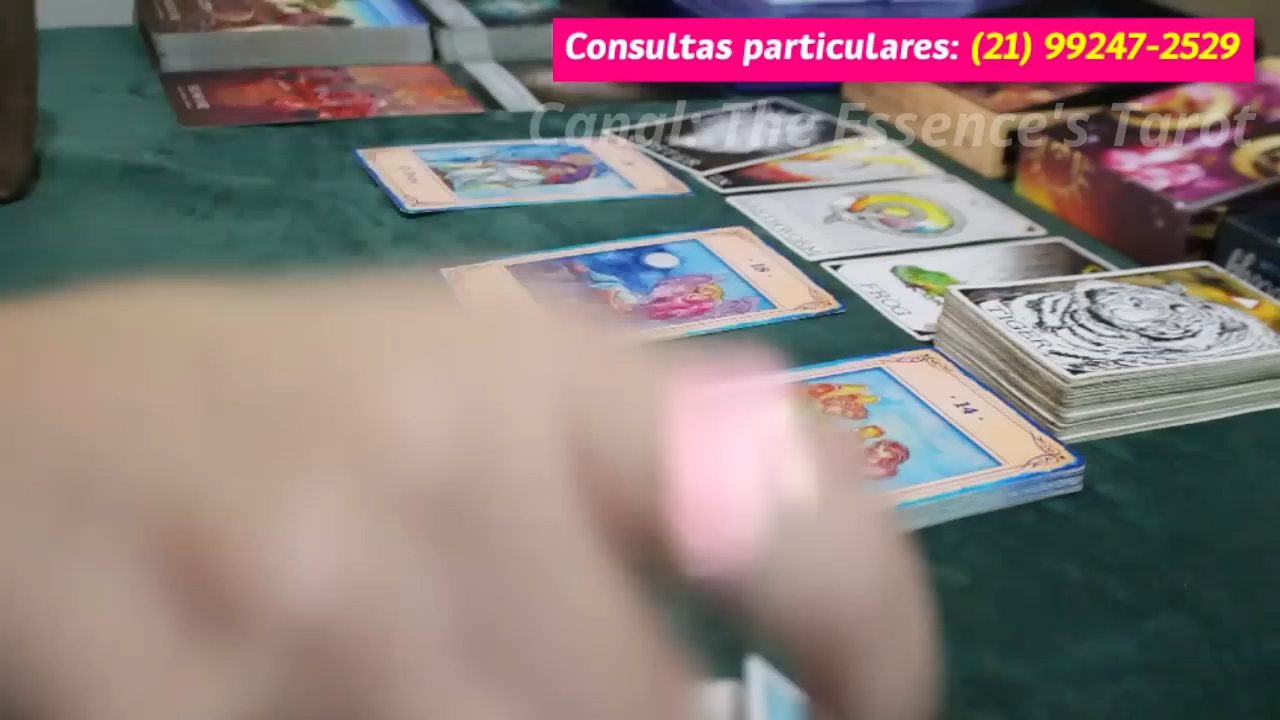 Consultas particulares: (21) 99247-2529
Canal: The Essence's Tarot
· 18 ·
FROG
TIGER
· 14 ·